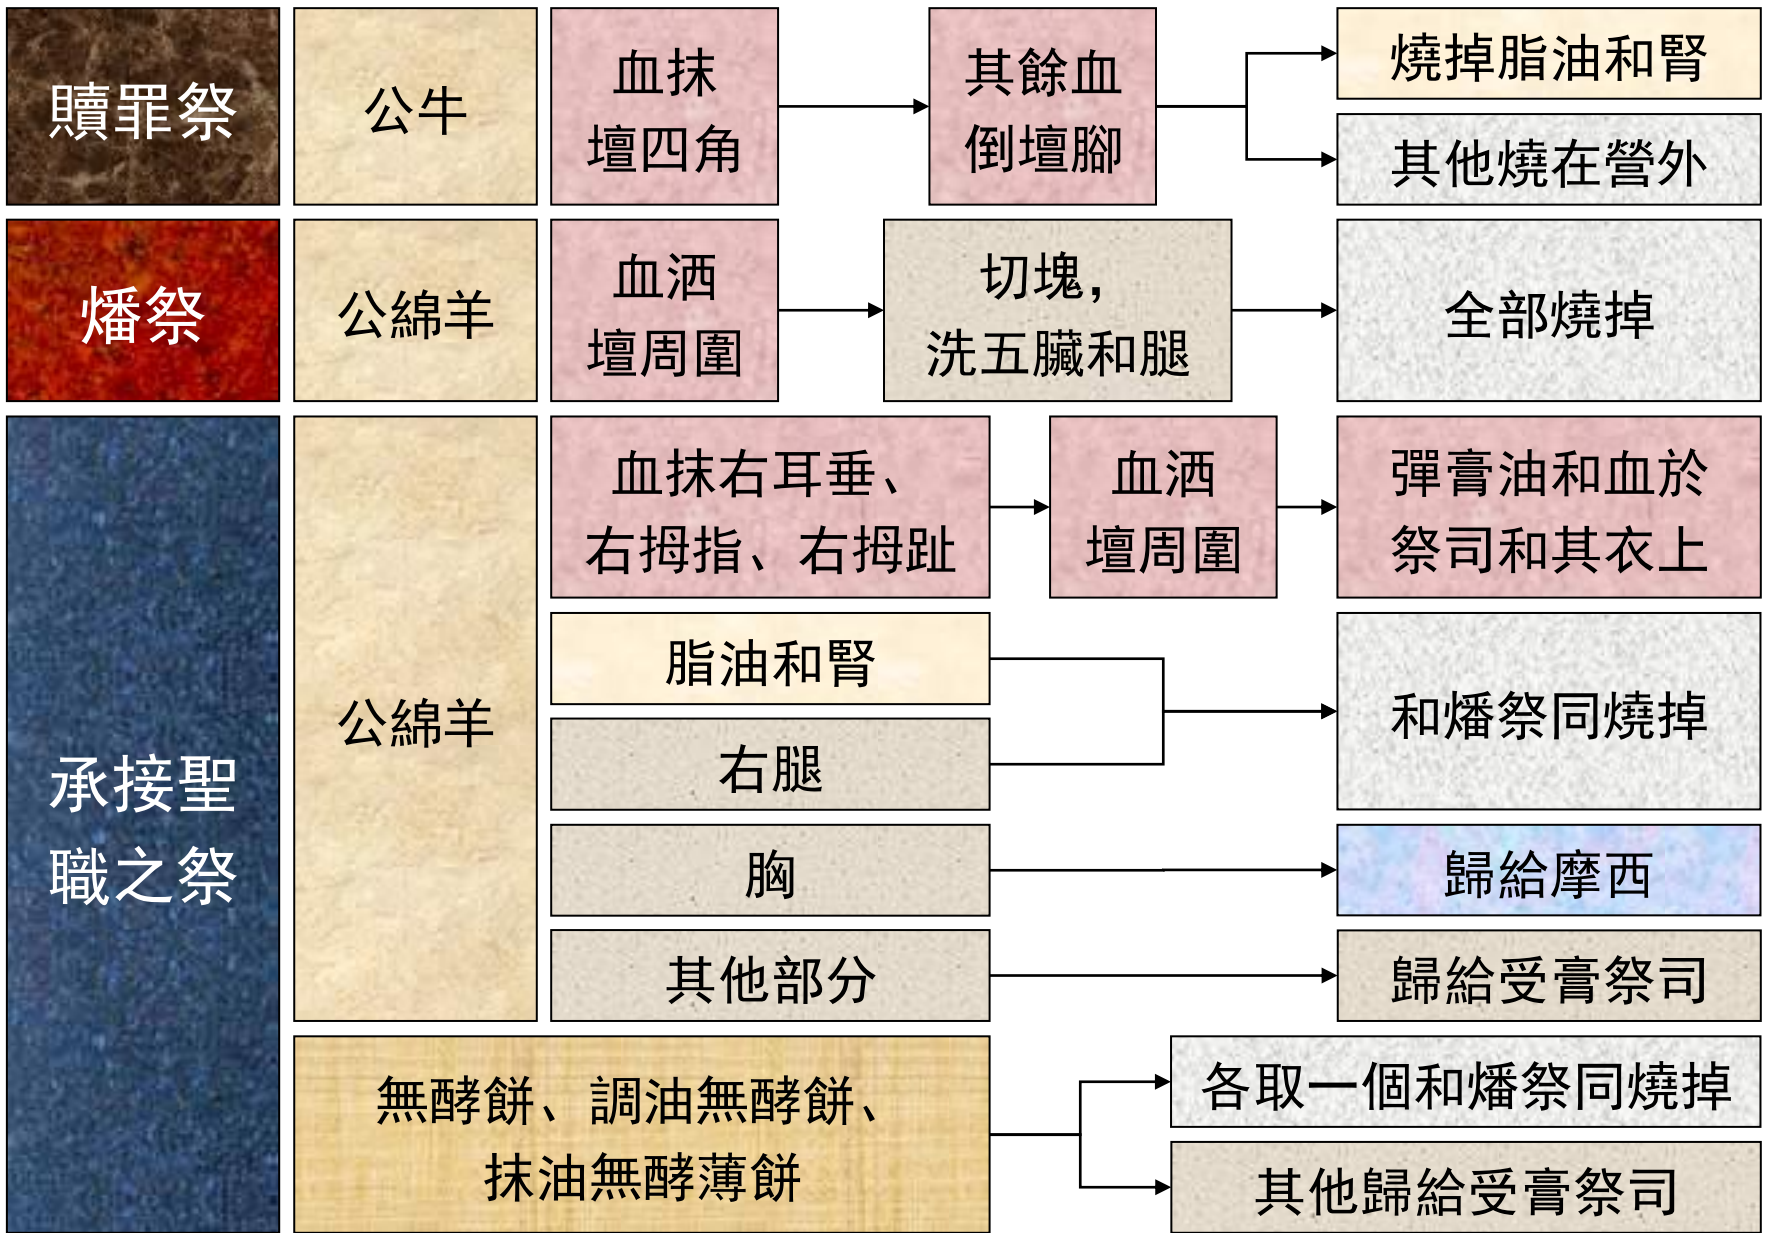 贖罪祭
公牛
血抹
壇四角
其餘血
倒壇腳
燒掉脂油和腎
其他燒在營外
燔祭
公綿羊
血洒
壇周圍
切塊，
洗五臟和腿
全部燒掉
承接聖
職之祭
公綿羊
血抹右耳垂、
右拇指、右拇趾
血洒
壇周圍
彈膏油和血於
祭司和其衣上
脂油和腎
右腿
和燔祭同燒掉
胸
歸給摩西
其他部分
歸給受膏祭司
無酵餅、調油無酵餅、
抹油無酵薄餅
各取一個和燔祭同燒掉
其他歸給受膏祭司